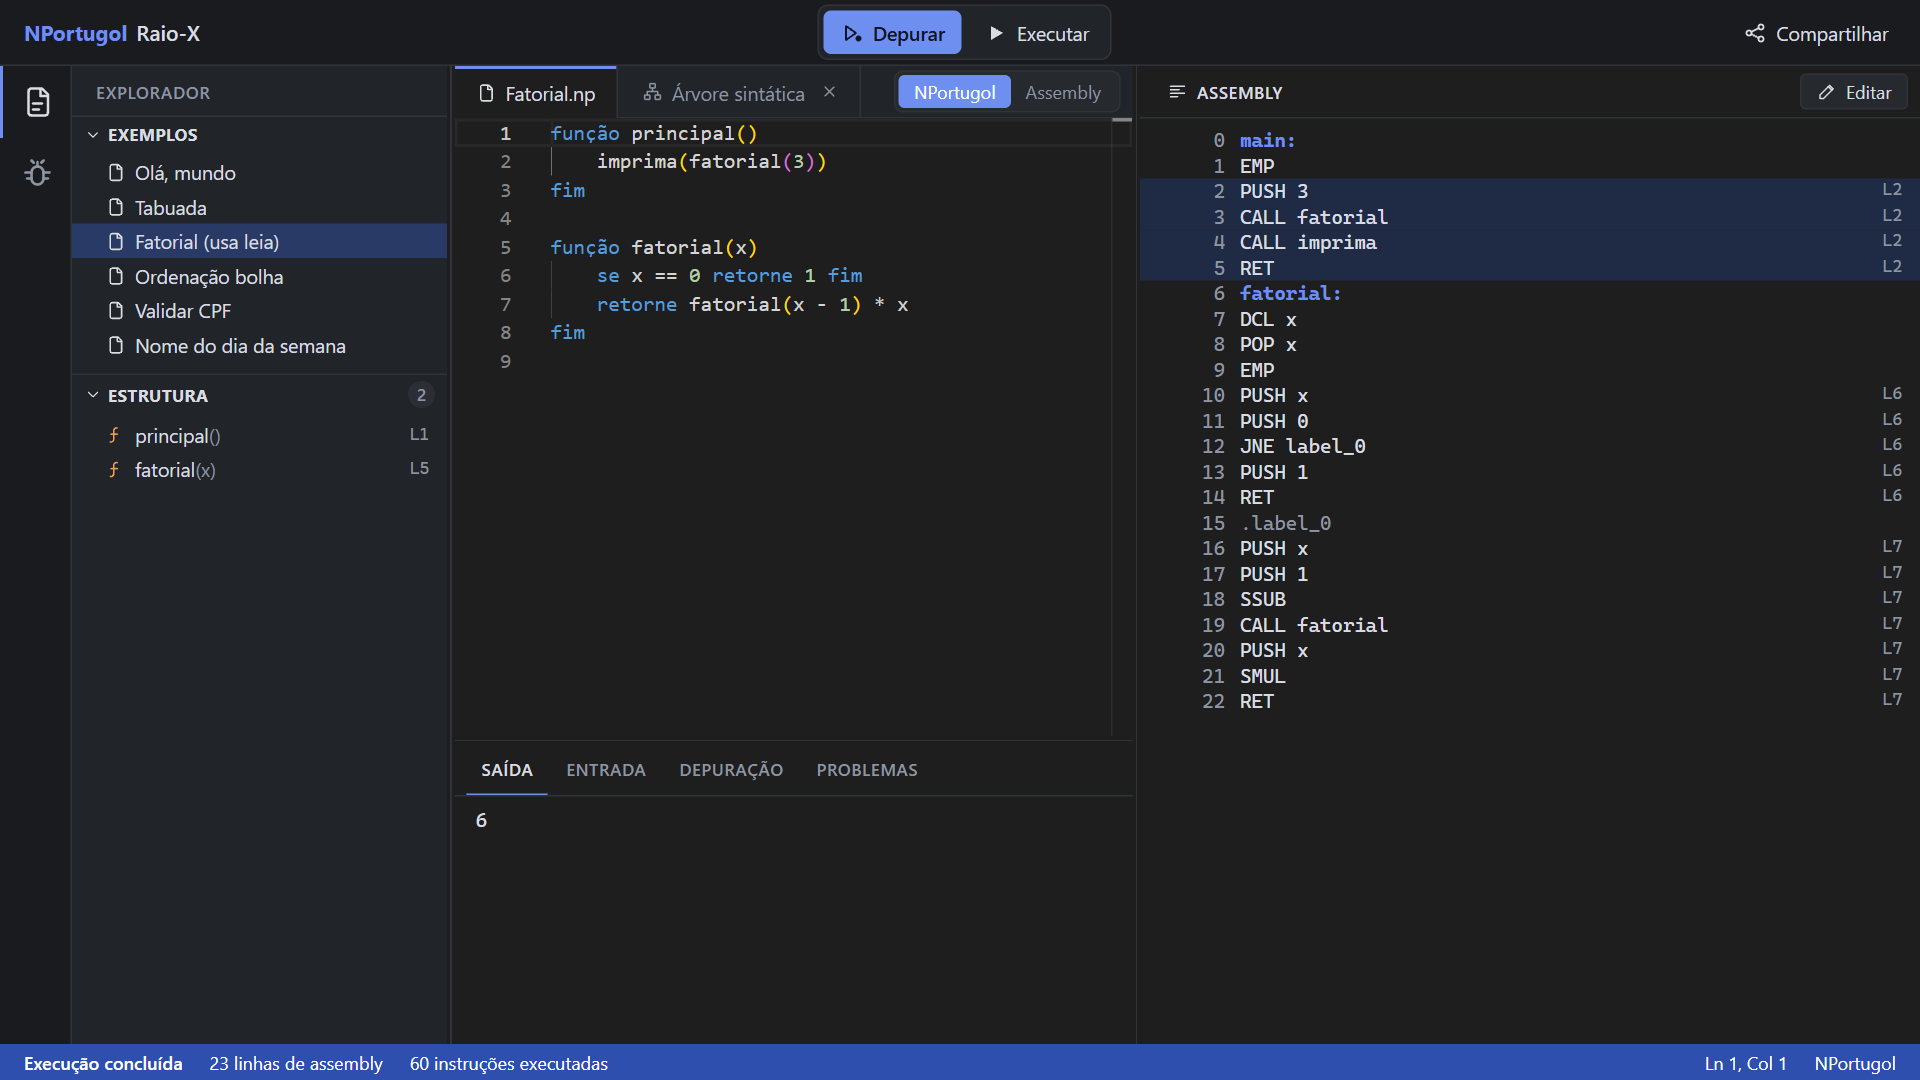 NPortugol Raio-X
Depurar
Executar
Compartilhar
EXPLORADOR
EXEMPLOS
Olá, mundo
Tabuada
Fatorial (usa leia)
Ordenação bolha
Validar CPF
Nome do dia da semana
ESTRUTURA 2
principal() L1
fatorial(x) L5
Fatorial.np
Árvore sintática
NPortugol
Assembly
1 função principal()
2 imprima(fatorial(3))
3 fim
4
5 função fatorial(x)
6 se x == 0 retorne 1 fim
7 retorne fatorial(x - 1) * x
8 fim
9
SAÍDA ENTRADA DEPURAÇÃO PROBLEMAS
6
ASSEMBLY
Editar
0 main:
1 EMP
2 PUSH 3 L2
3 CALL fatorial L2
4 CALL imprima L2
5 RET L2
6 fatorial:
7 DCL x
8 POP x
9 EMP
10 PUSH x L6
11 PUSH 0 L6
12 JNE label_0 L6
13 PUSH 1 L6
14 RET L6
15 .label_0
16 PUSH x L7
17 PUSH 1 L7
18 SSUB L7
19 CALL fatorial L7
20 PUSH x L7
21 SMUL L7
22 RET L7
Execução concluída 23 linhas de assembly 60 instruções executadas
Ln 1, Col 1 NPortugol